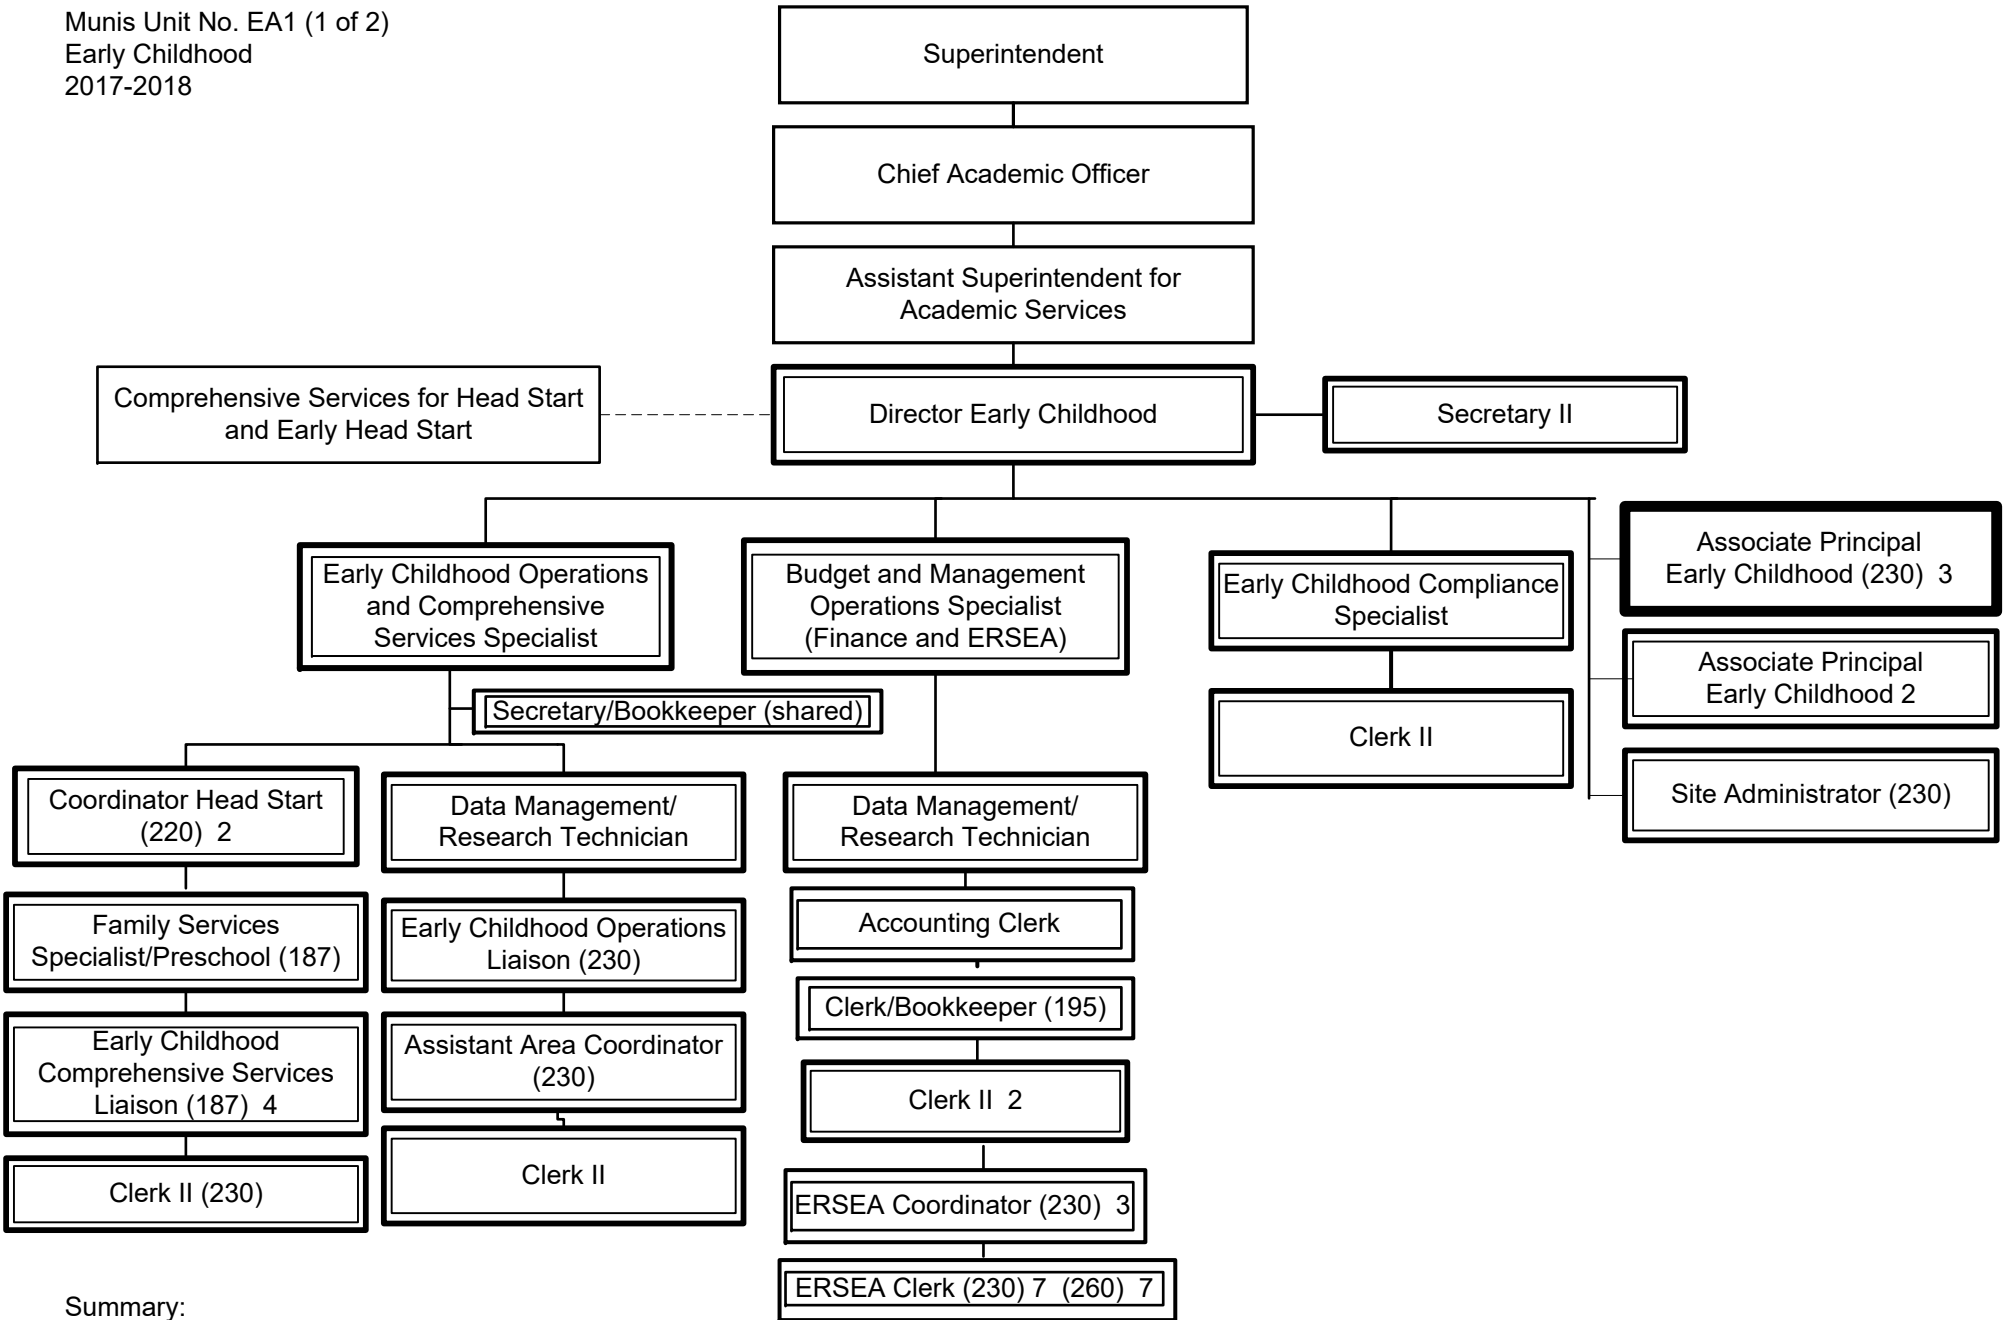 Munis Unit No. EA1 (1 of 2)
Early Childhood
2017-2018
Superintendent
Chief Academic Officer
Assistant Superintendent for
Academic Services
Comprehensive Services for Head Start
and Early Head Start
Director Early Childhood
Secretary II
Early Childhood Operations
and Comprehensive
Services Specialist
Budget and Management
Operations Specialist
(Finance and ERSEA)
Early Childhood Compliance
Specialist
Associate Principal
Early Childhood (230)  3
Associate Principal
Early Childhood 2
Site Administrator (230)
Secretary/Bookkeeper (shared)
Clerk II
Coordinator Head Start
(220)  2
Data Management/
Research Technician
Data Management/
Research Technician
Family Services
Specialist/Preschool (187)
Early Childhood Operations
Liaison (230)
Accounting Clerk
Clerk/Bookkeeper (195)
Early Childhood
Comprehensive Services
Liaison (187)  4
Assistant Area Coordinator
(230)
Clerk II  2
Clerk II (230)
Clerk II
ERSEA Coordinator (230)  3
ERSEA Clerk (230) 7  (260)  7
Summary: